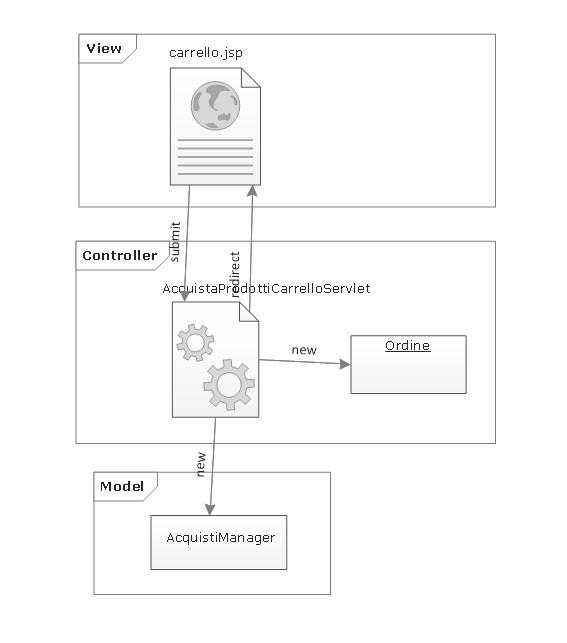 View
carrello.jsp
submit
redirect
Controller
AcquistaProdottiCarrelloServlet
new
Ordine
new
Model
AcquistiManager